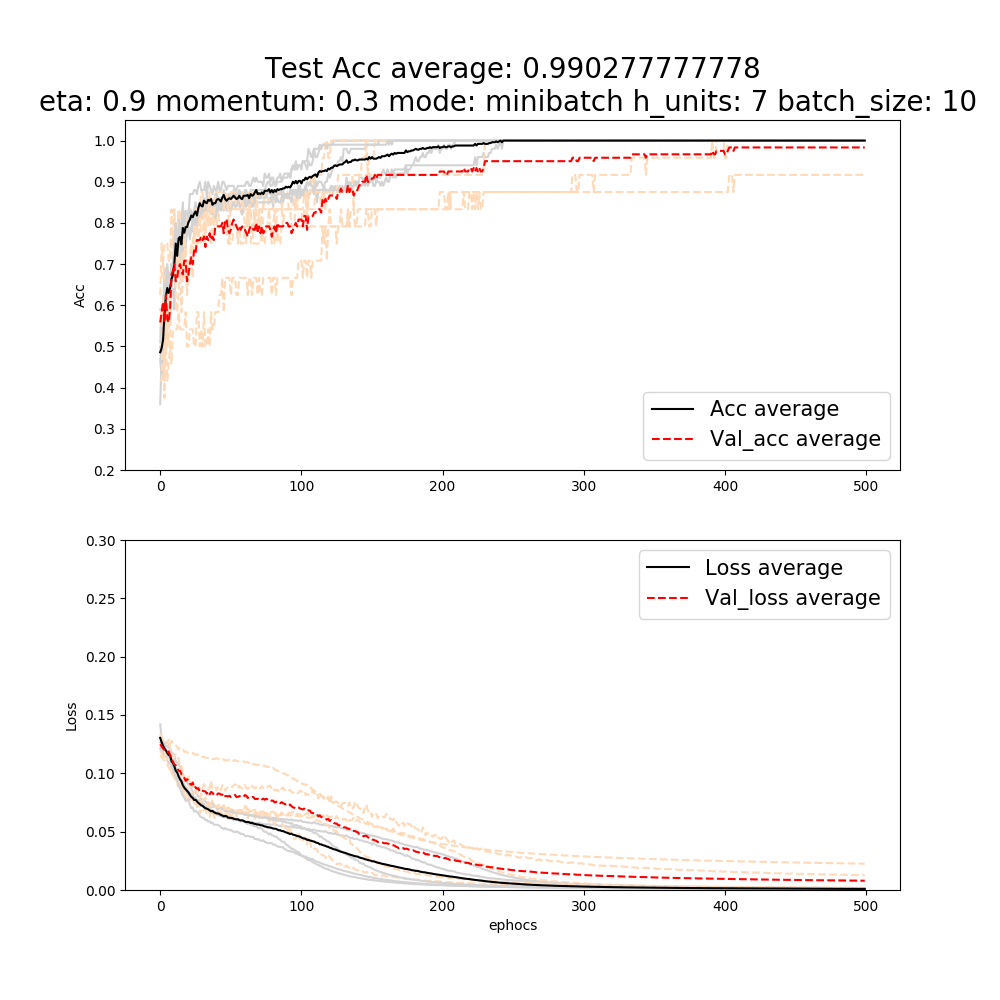 Test Acc average: 0.990277777778
eta: 0.9 momentum: 0.3 mode: minibatch h_units: 7 batch_size: 10
1.0
0.9
0.8
0.7
0.6
0.5
0.4
0.3
0.2
Acc
Acc average
Val_acc average
0 100 200 300 400 500
0.30
0.25
0.20
0.15
0.10
0.05
0.00
Loss
Loss average
Val_loss average
0 100 200 300 400 500
ephocs